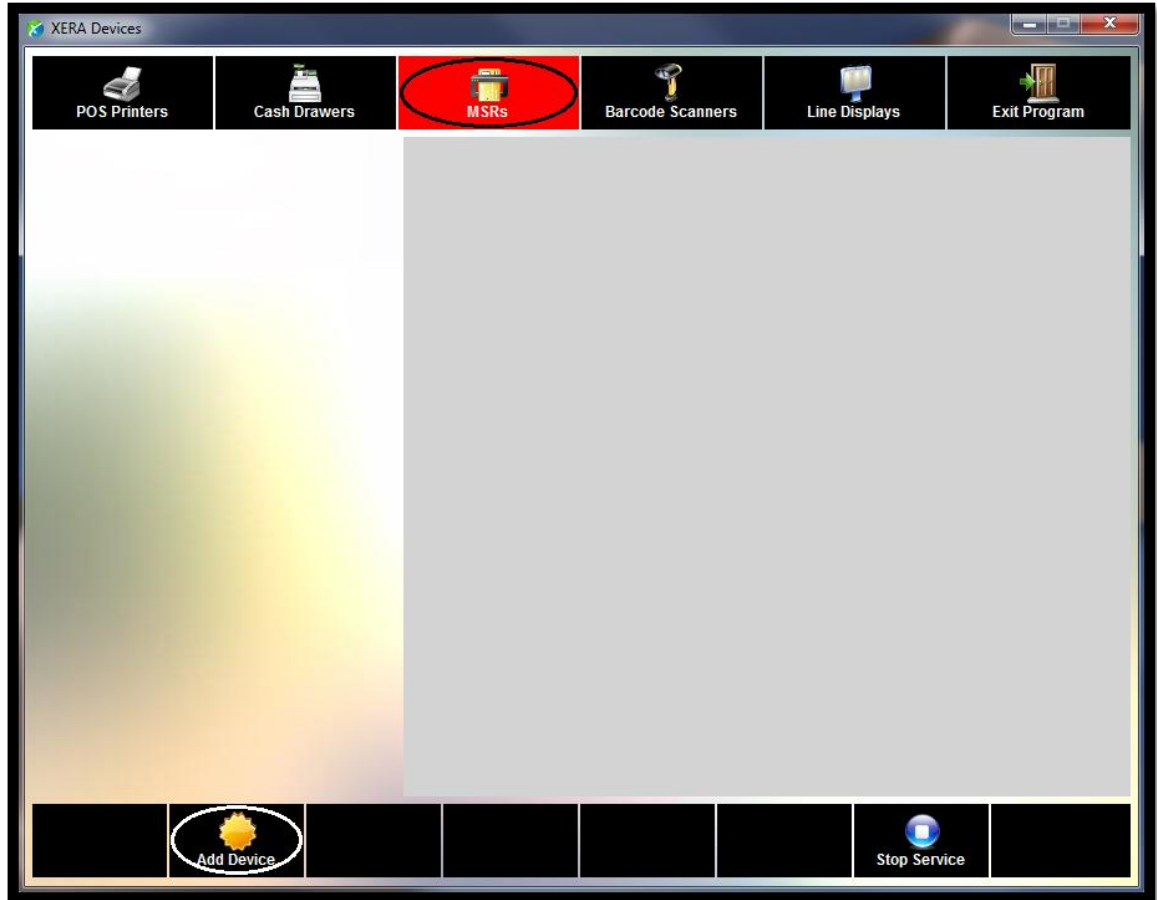 XERA Devices
POS Printers
Cash Drawers
MSRs
Barcode Scanners
Line Displays
Exit Program
Add Device
Stop Service